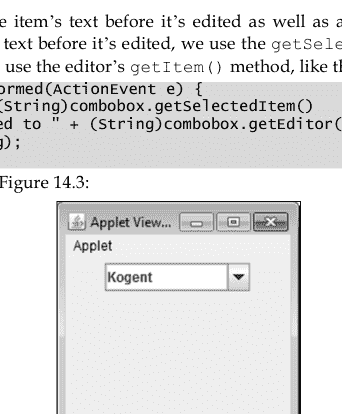 e item's text before it's edited as well as a
text before it's edited, we use the getSele
use the editor's getItem() method, like th
ormed(ActionEvent e) {
(String)combobox.getSelectedItem()
ed to " + (String)combobox.getEditor(
g);
Figure 14.3:
Applet View...
Applet
Kogent